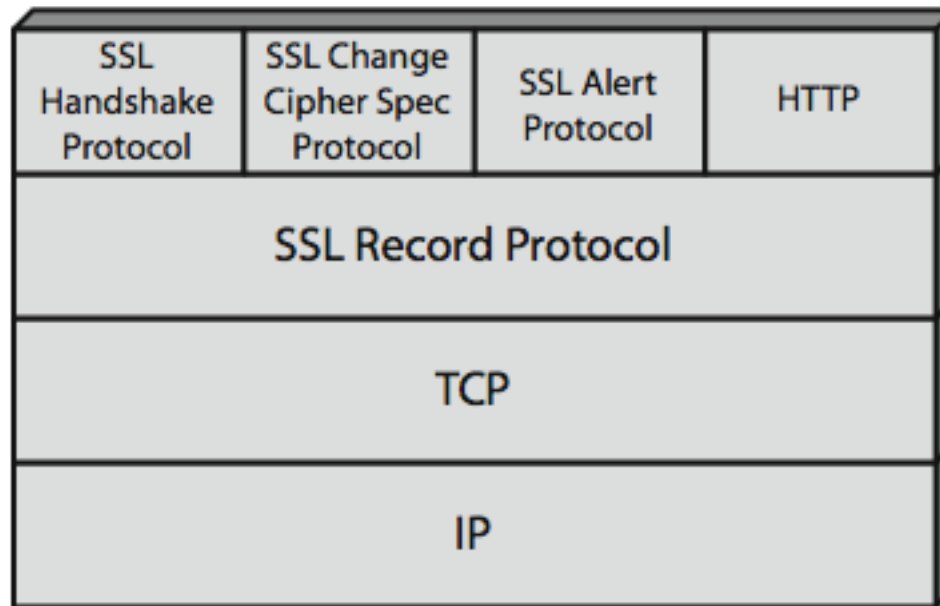 SSL
Handshake
Protocol
SSL Change
Cipher Spec
Protocol
SSL Alert
Protocol
HTTP
SSL Record Protocol
TCP
IP